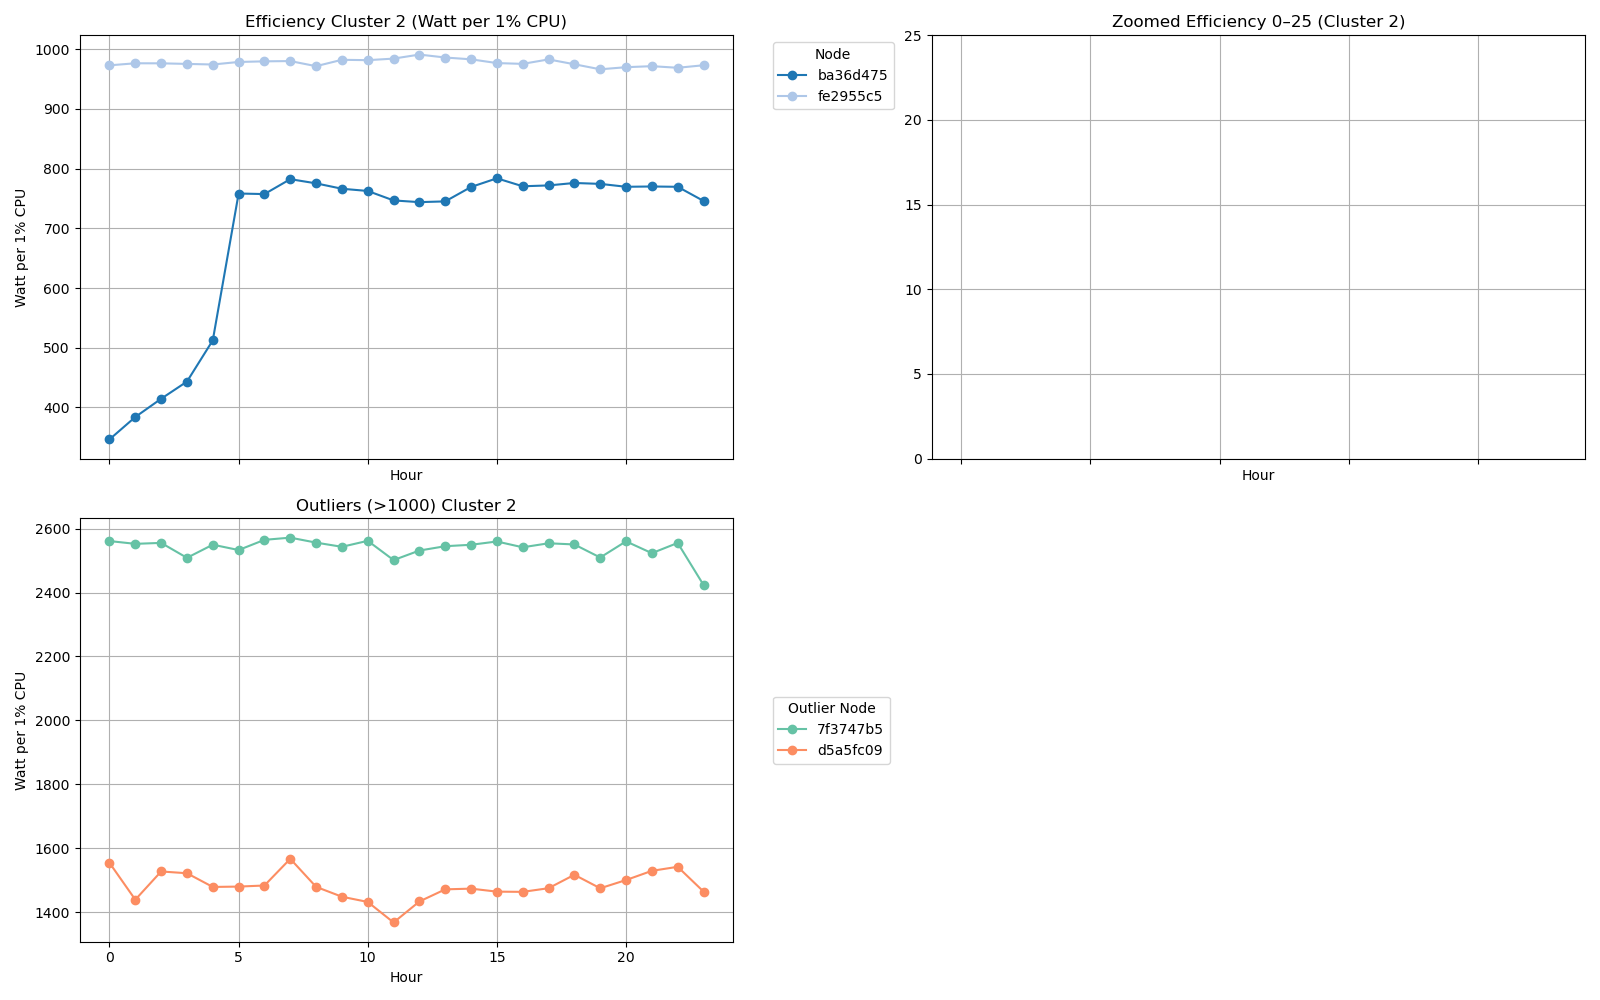 Efficiency Cluster 2 (Watt per 1% CPU)
Watt per 1% CPU
1000
900
800
700
600
500
400
Hour
Node
ba36d475
fe2955c5
Zoomed Efficiency 0–25 (Cluster 2)
25
20
15
10
5
0
Hour
Outliers (>1000) Cluster 2
Watt per 1% CPU
2600
2400
2200
2000
1800
1600
1400
0 5 10 15 20
Hour
Outlier Node
7f3747b5
d5a5fc09